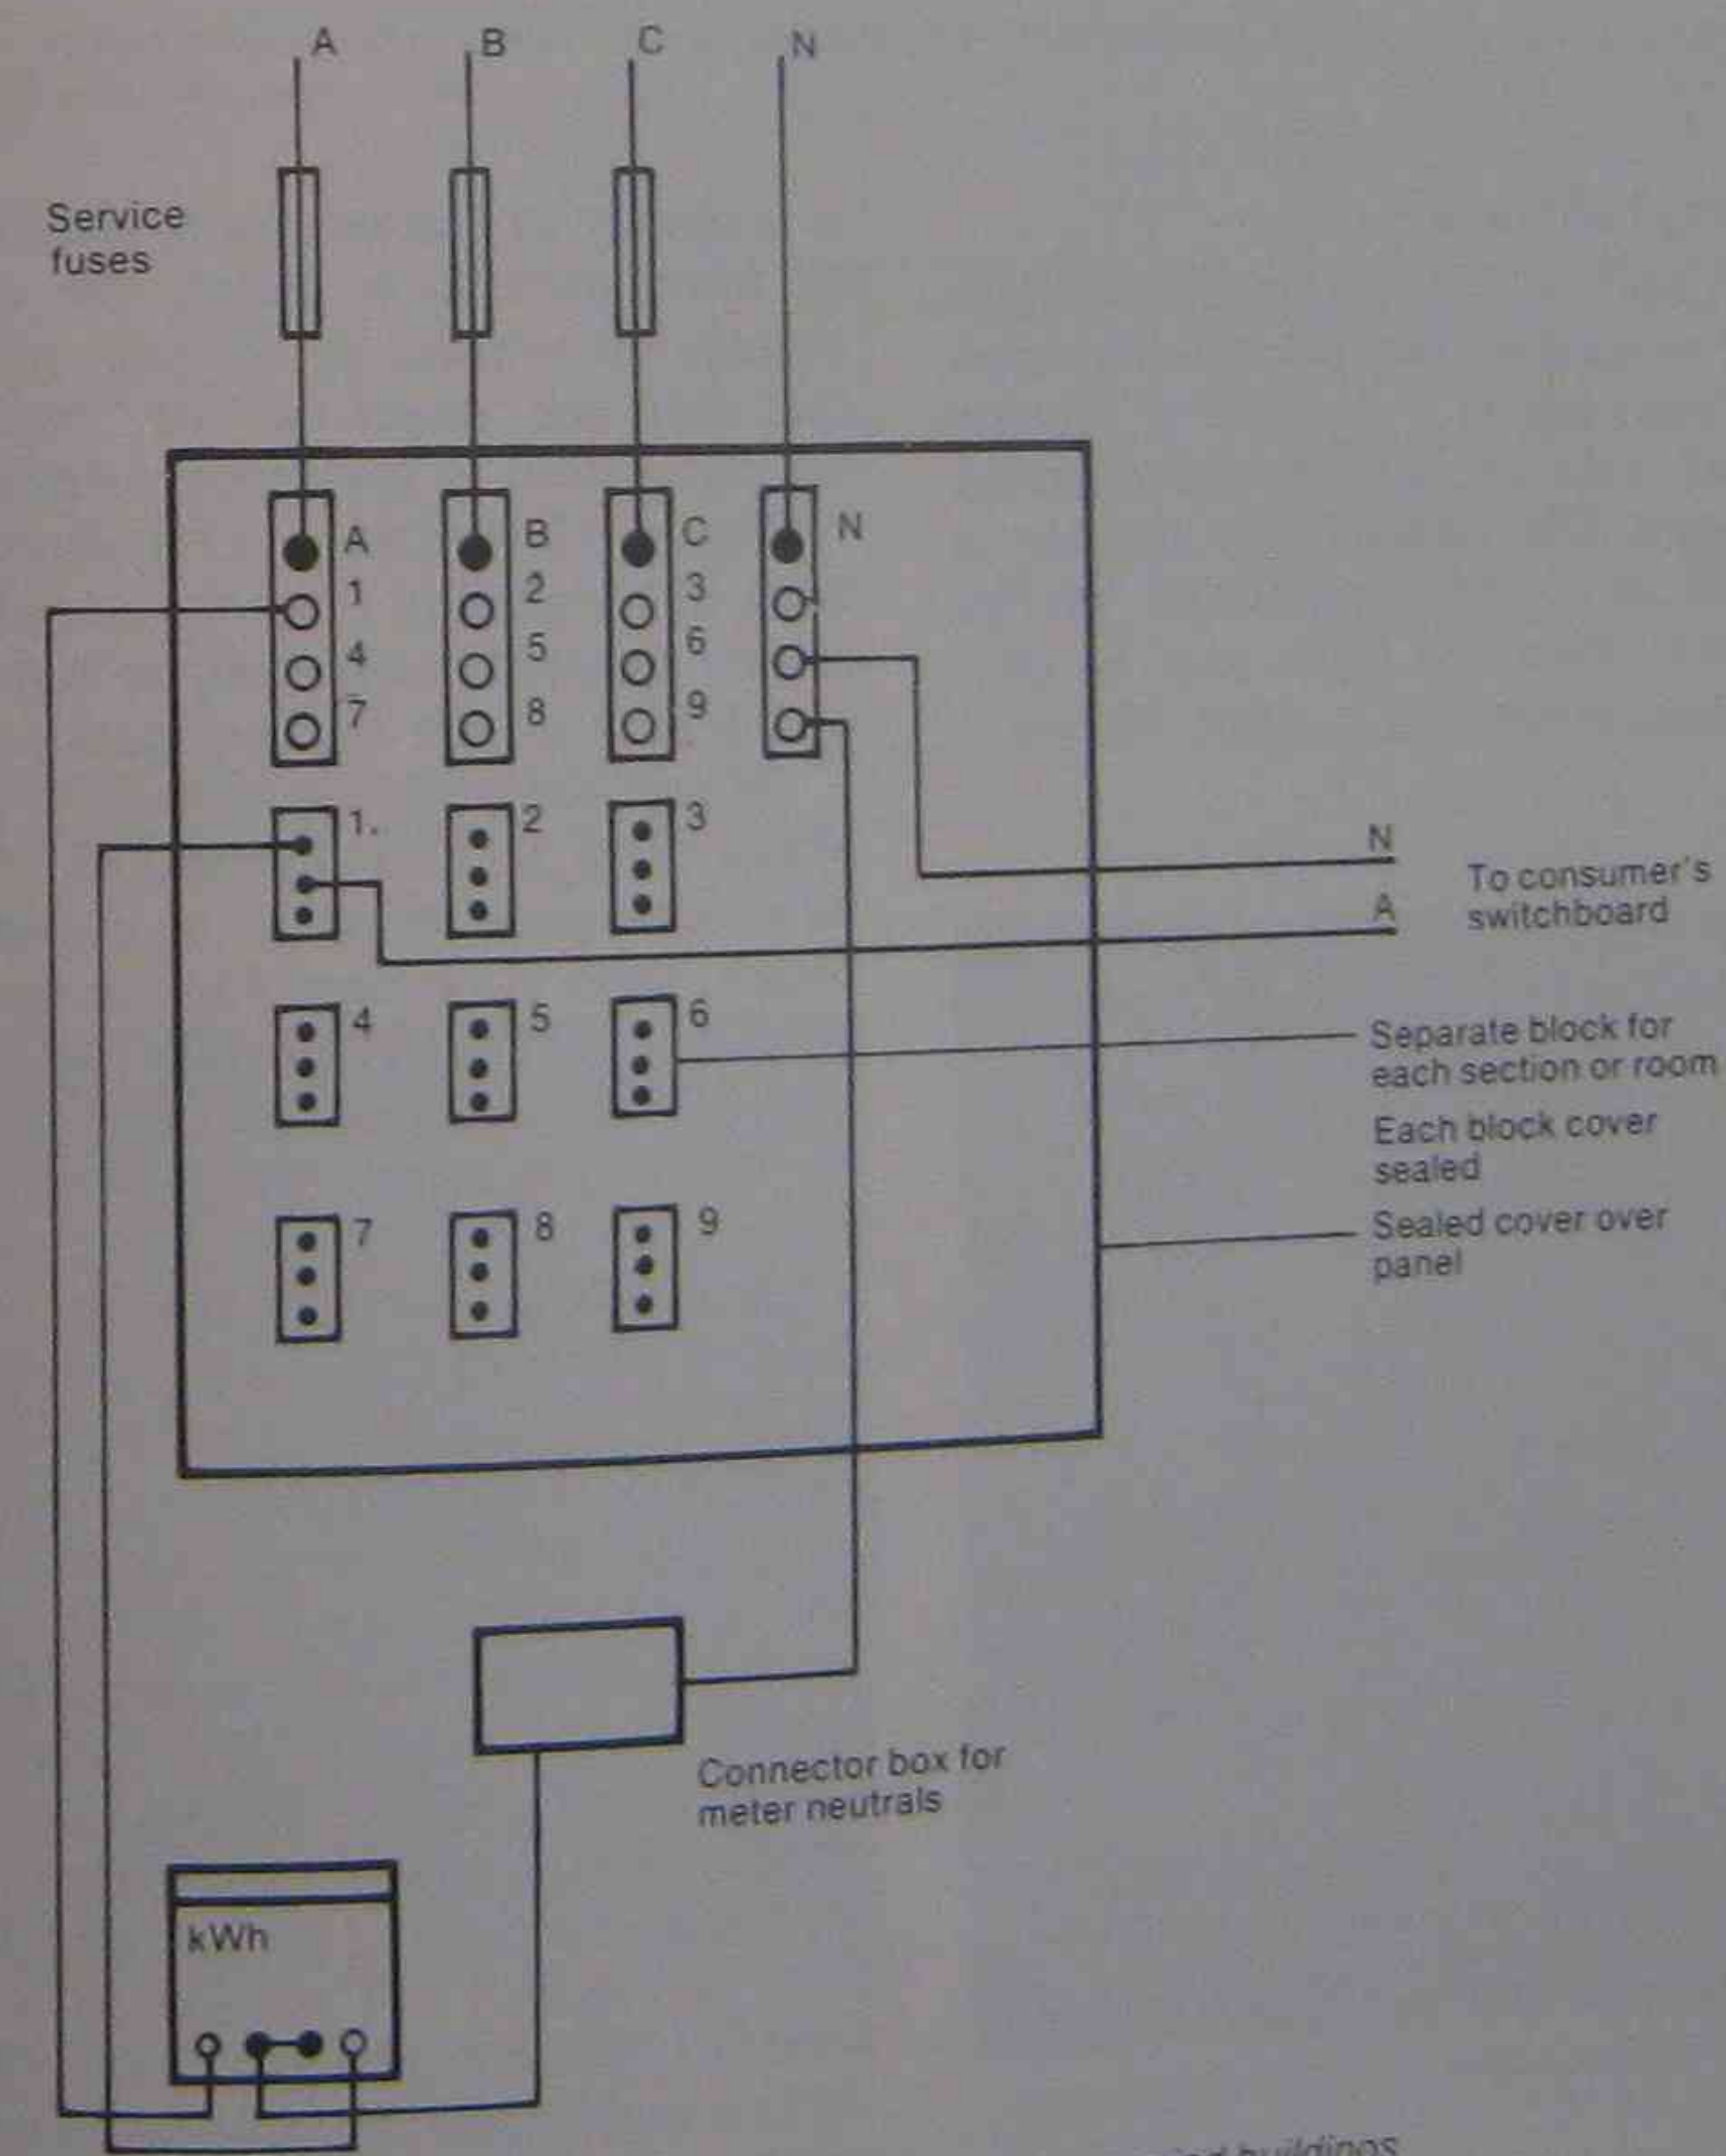 A B C N
Service
fuses
A B C N
1 2 3
4 5 6
7 8 9
1. 2 3
N
To consumer's
A
switchboard
4 5 6
Separate block for
each section or room
Each block cover
sealed
7 8 9
Sealed cover over
panel
Connector box for
meter neutrals
kWh
buildings